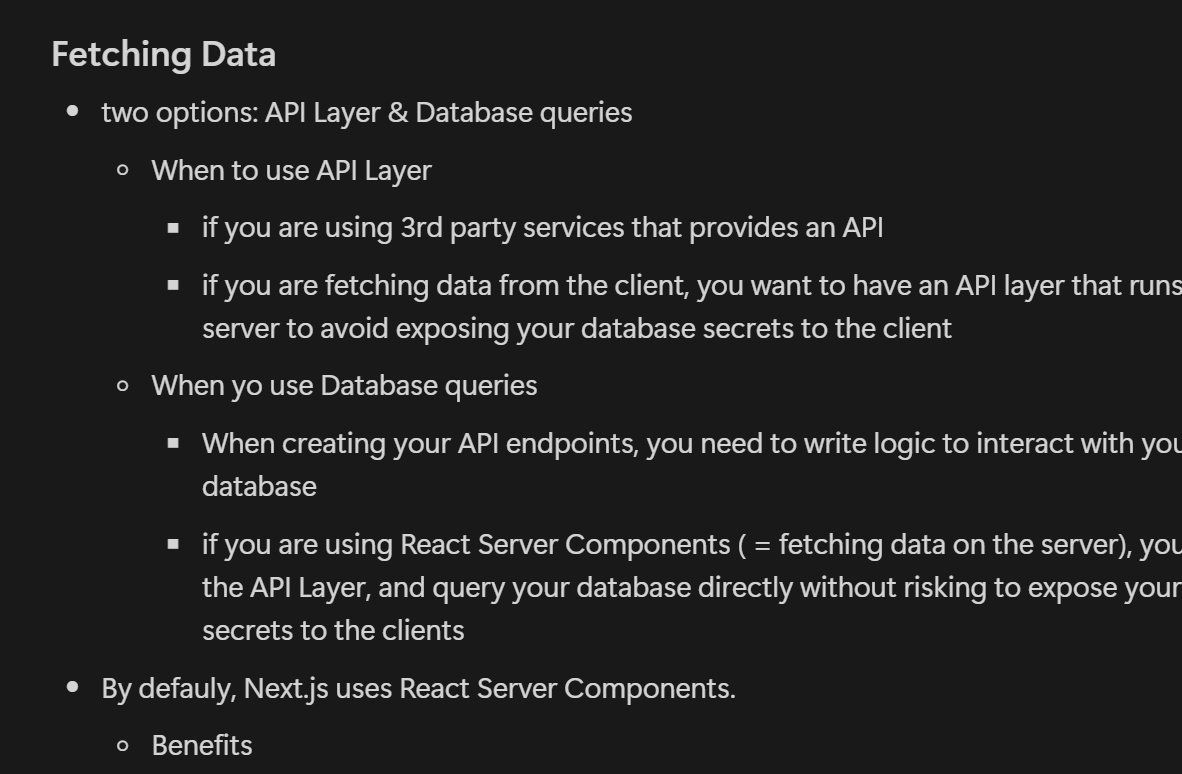 Fetching Data
two options: API Layer & Database queries
When to use API Layer
if you are using 3rd party services that provides an API
if you are fetching data from the client, you want to have an API layer that runs
server to avoid exposing your database secrets to the client
When yo use Database queries
When creating your API endpoints, you need to write logic to interact with you
database
if you are using React Server Components ( = fetching data on the server), you
the API Layer, and query your database directly without risking to expose your
secrets to the clients
By defauly, Next.js uses React Server Components.
Benefits